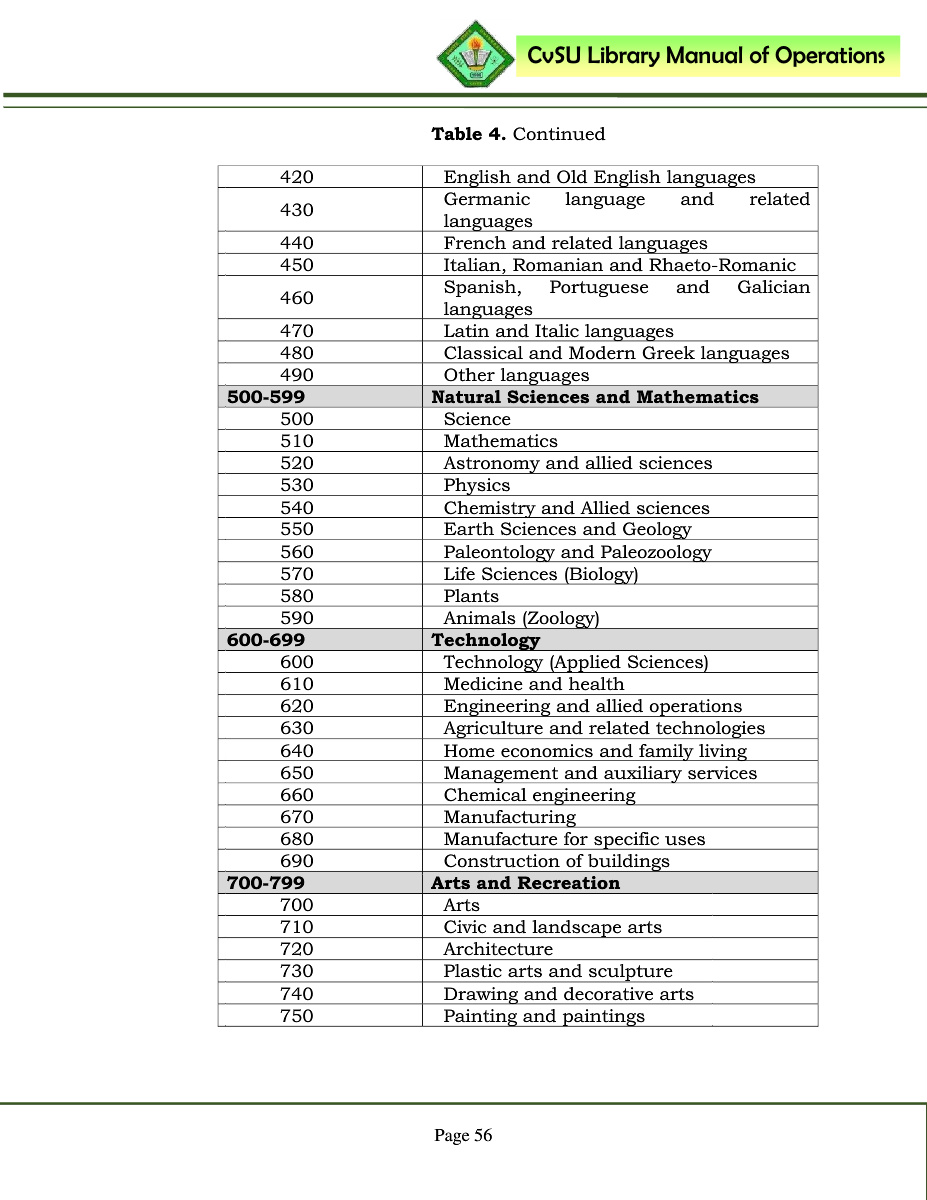 CvSU Library Manual of Operations
Table 4. Continued
420 English and Old English languages
430 Germanic language and related
languages
440 French and related languages
450 Italian, Romanian and Rhaeto-Romanic
460 Spanish, Portuguese and Galician
languages
470 Latin and Italic languages
480 Classical and Modern Greek languages
490 Other languages
500-599 Natural Sciences and Mathematics
500 Science
510 Mathematics
520 Astronomy and allied sciences
530 Physics
540 Chemistry and Allied sciences
550 Earth Sciences and Geology
560 Paleontology and Paleozoology
570 Life Sciences (Biology)
580 Plants
590 Animals (Zoology)
600-699 Technology
600 Technology (Applied Sciences)
610 Medicine and health
620 Engineering and allied operations
630 Agriculture and related technologies
640 Home economics and family living
650 Management and auxiliary services
660 Chemical engineering
670 Manufacturing
680 Manufacture for specific uses
690 Construction of buildings
700-799 Arts and Recreation
700 Arts
710 Civic and landscape arts
720 Architecture
730 Plastic arts and sculpture
740 Drawing and decorative arts
750 Painting and paintings
Page 56